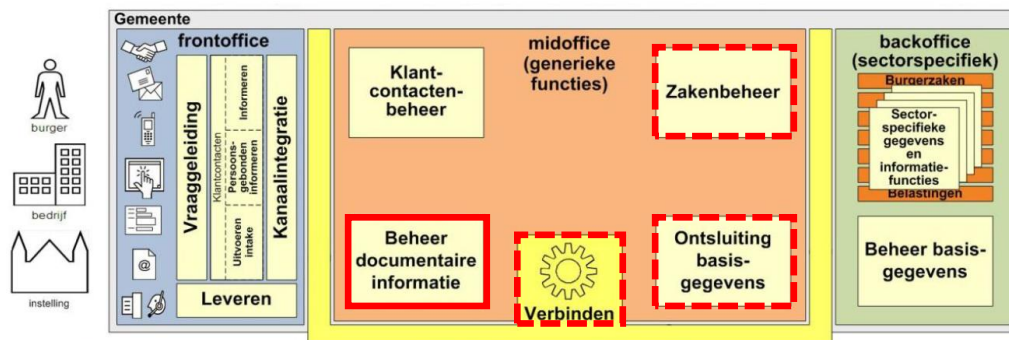 Gemeente
burger
bedrijf
instelling
frontoffice
@
Vraaggeleiding
Klantcontacten
Informeren
Persoons-
gebonden
informeren
Uitvoeren
intake
Kanaalintegratie
Leveren
midoffice
(generieke
functies)
Klant-
contacten-
beheer
Zakenbeheer
Beheer
documentaire
informatie
Verbinden
Ontsluiting
basis-
gegevens
backoffice
(sectorspecifiek)
Burgerzaken
Sector-
specifieke
gegevens
en
informatie-
functies
Belastingen
Beheer basis-
gegevens